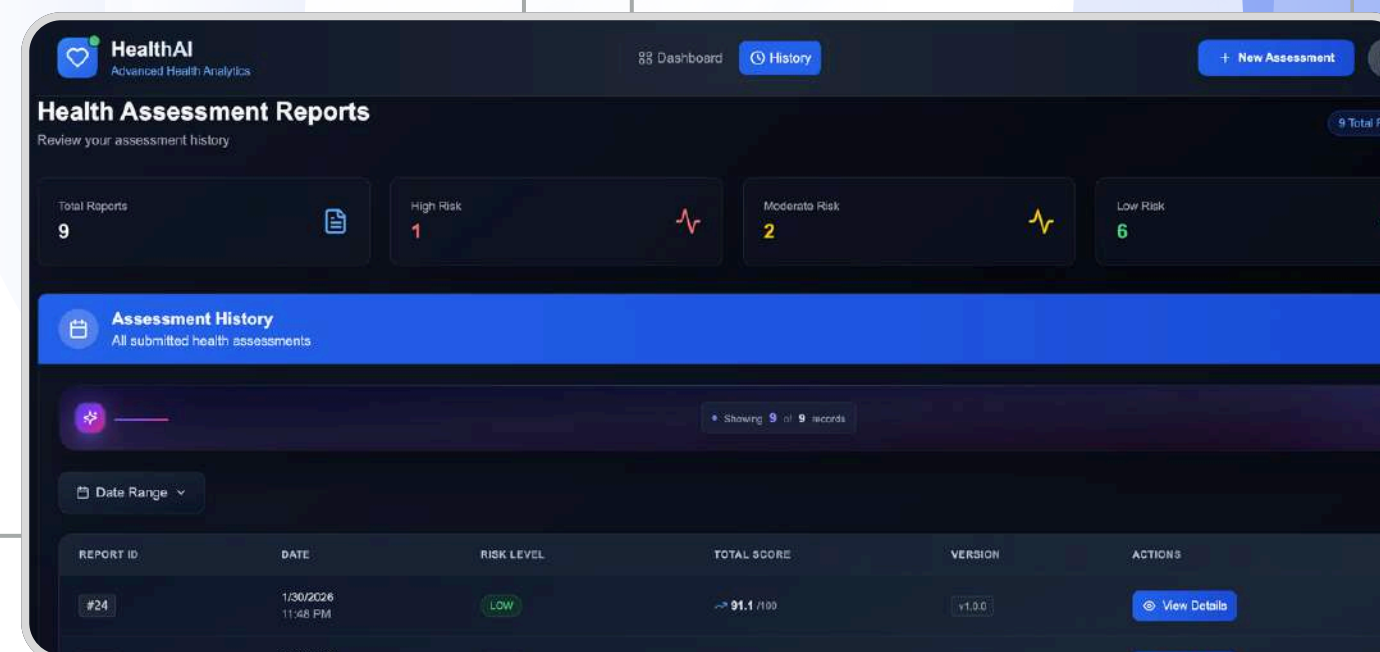 HealthAI
Advanced Health Analytics
Dashboard
History
+ New Assessment
Health Assessment Reports
Review your assessment history
9 Total
Total Reports
9
High Risk
1
Moderate Risk
2
Low Risk
6
Assessment History
All submitted health assessments
Showing 9 of 9 records
Date Range
REPORT ID DATE RISK LEVEL TOTAL SCORE VERSION ACTIONS
#24 1/30/2026 LOW 91.1 /100 v1.0.0 View Details
11:48 PM